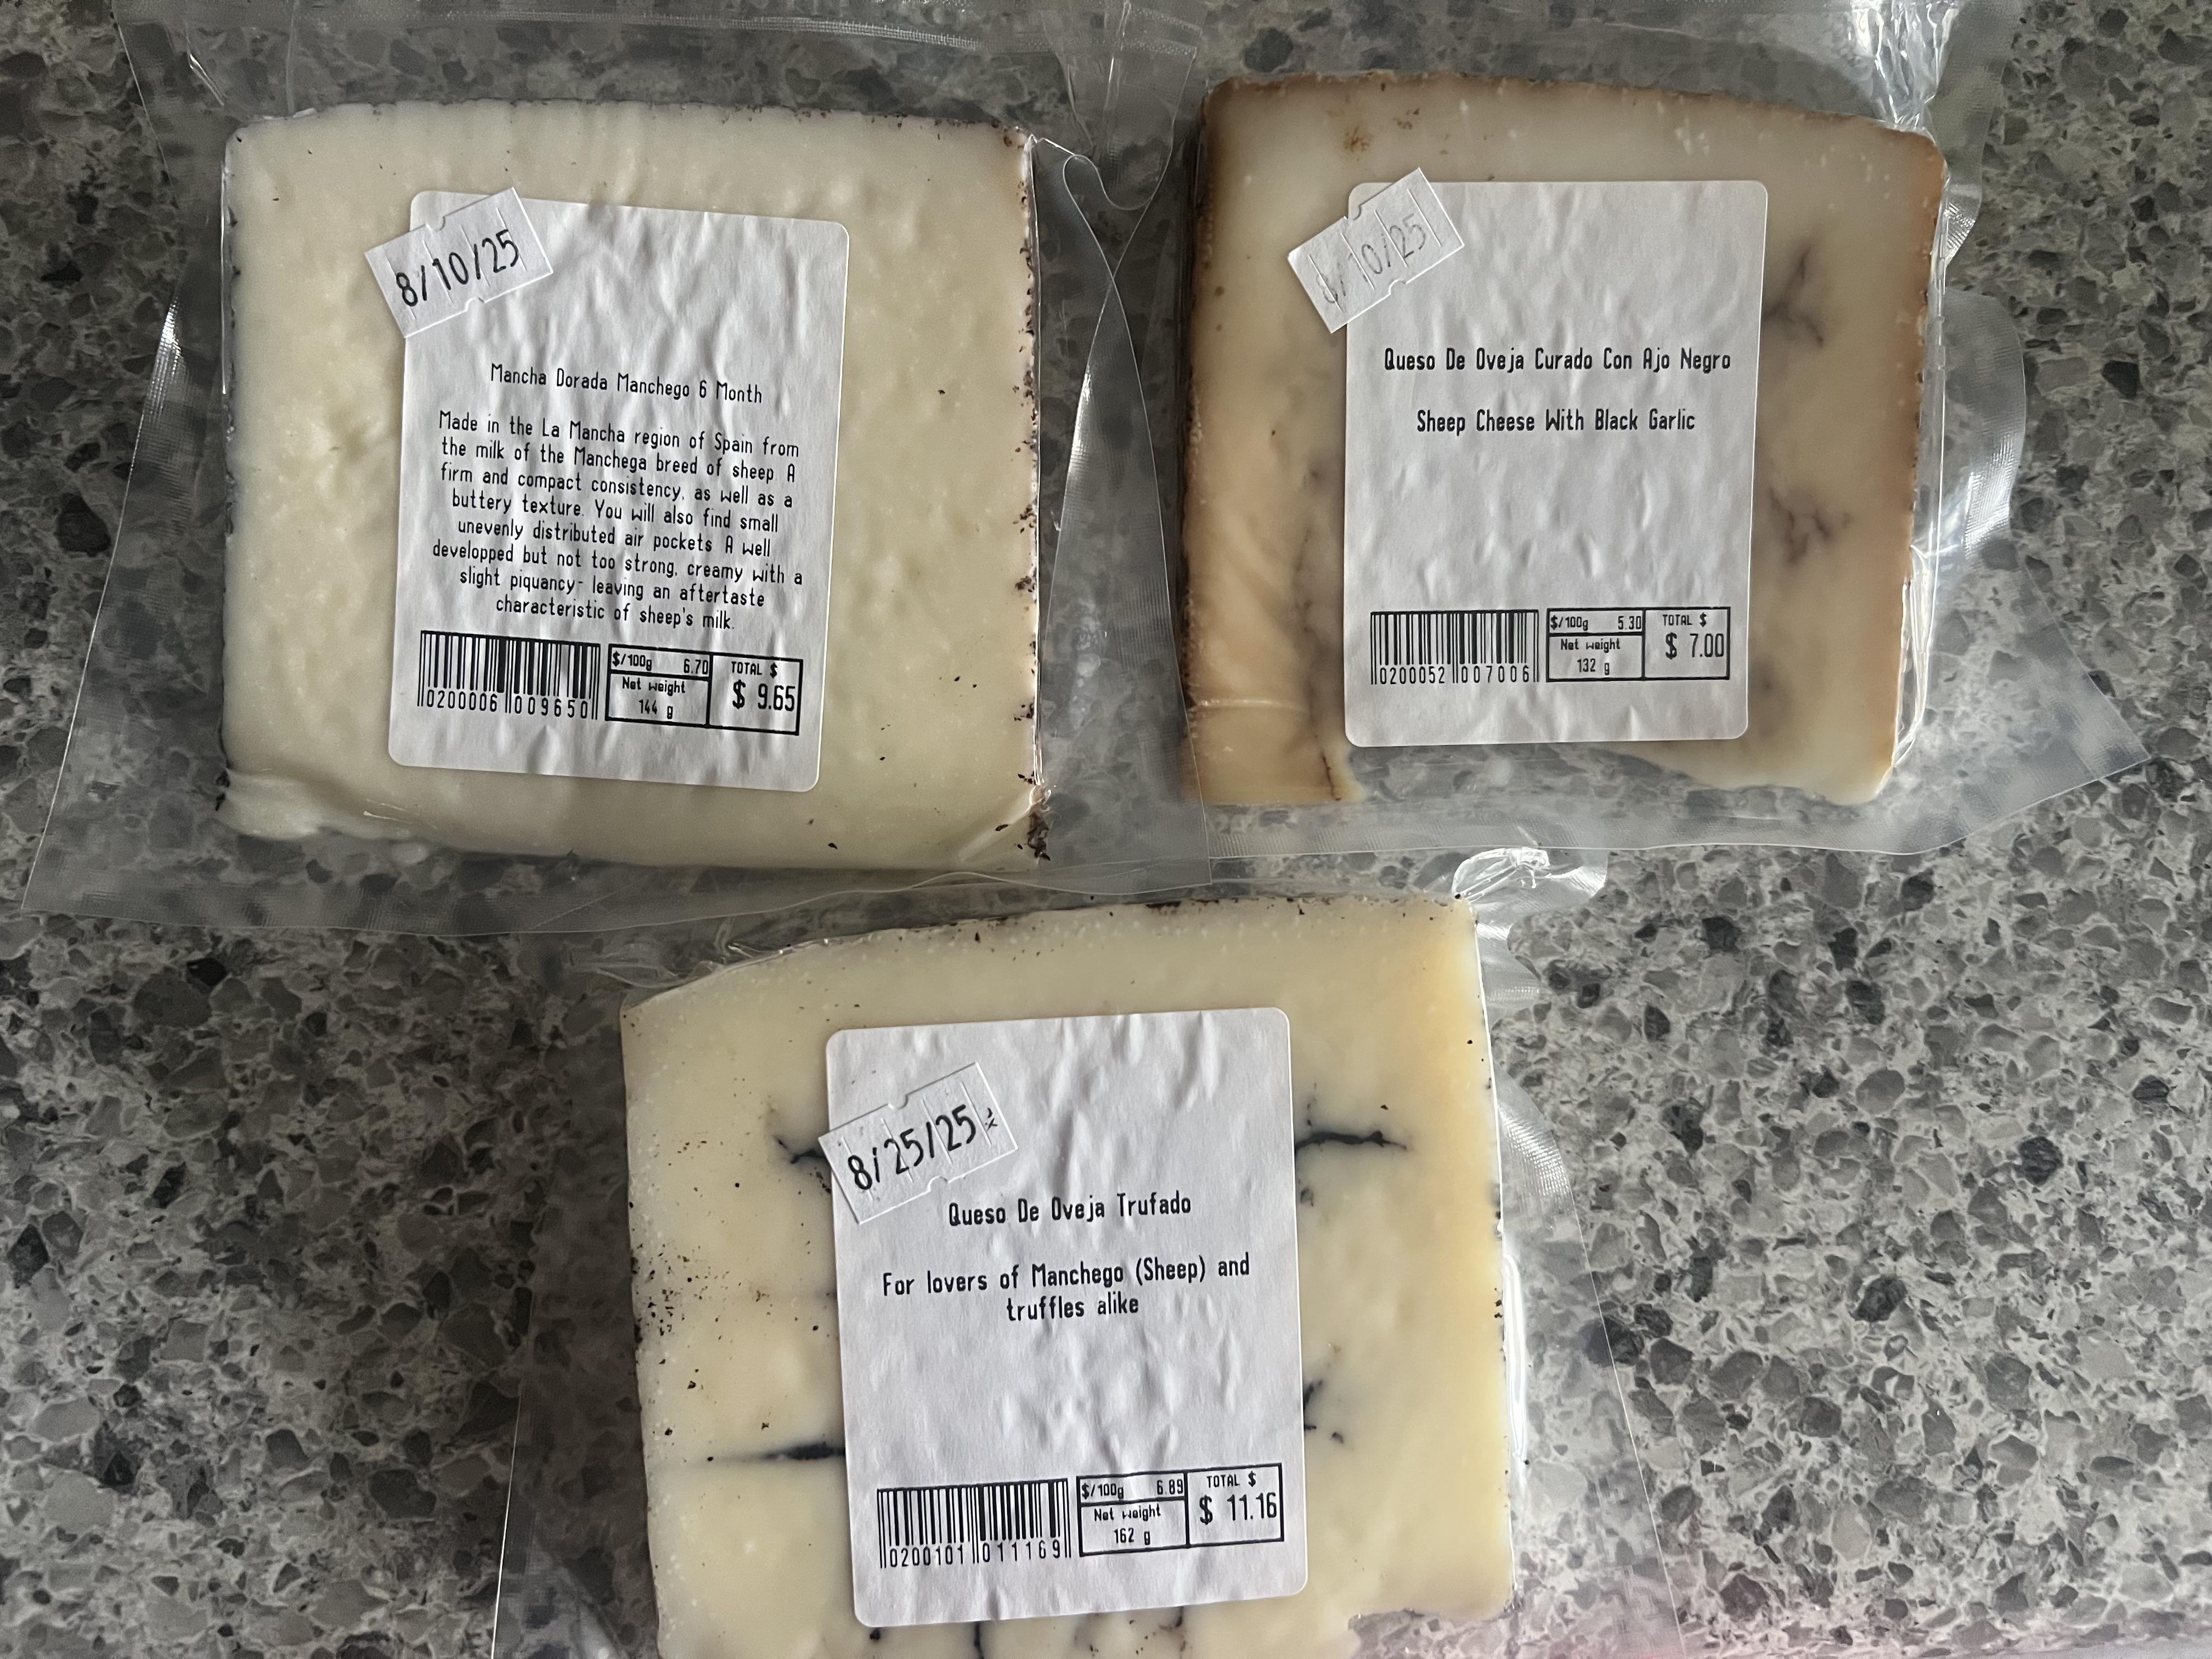 8/10/25
Mancha Dorada Manchego 6 Month
Made in the La Mancha region of Spain from
the milk of the Manchega breed of sheep A
firm and compact consistency, as well as a
buttery texture. You will also find small
unevenly distributed air pockets A well
developped but not too strong, creamy with a
slight piquancy- leaving an aftertaste
characteristic of sheep's milk.
$/100g 6.70
Net weight
144 g
TOTAL $
$ 9.65
0200006 009650
/10/25
Queso De Oveja Curado Con Ajo Negro
Sheep Cheese With Black Garlic
$/100g 5.30
Net weight
132 g
TOTAL $
$ 7.00
0200052 007006
8/25/25
Queso De Oveja Trufado
For lovers of Manchego (Sheep) and
truffles alike
$/100g 6.89
Net weight
162 g
TOTAL $
$ 11.16
0200101 011169